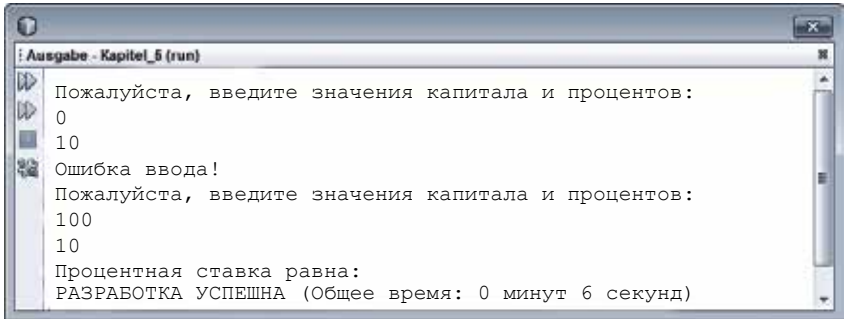 Ausgabe - Kapitel_5 (run)
Пожалуйста, введите значения капитала и процентов:
0
10
Ошибка ввода!
Пожалуйста, введите значения капитала и процентов:
100
10
Процентная ставка равна:
РАЗРАБОТКА УСПЕШНА (Общее время: 0 минут 6 секунд)